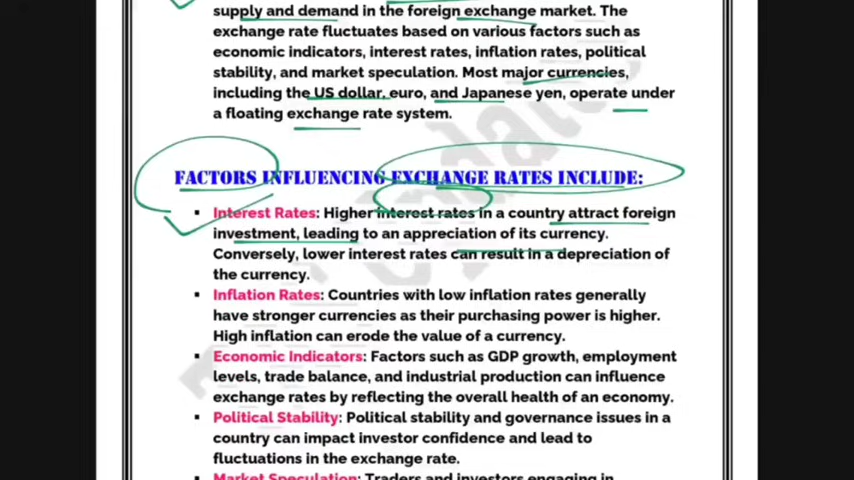 supply and demand in the foreign exchange market. The
exchange rate fluctuates based on various factors such as
economic indicators, interest rates, inflation rates, political
stability, and market speculation. Most major currencies,
including the US dollar, euro, and Japanese yen, operate under
a floating exchange rate system.
FACTORS INFLUENCING EXCHANGE RATES INCLUDE:
▪ Interest Rates: Higher interest rates in a country attract foreign
investment, leading to an appreciation of its currency.
Conversely, lower interest rates can result in a depreciation of
the currency.
▪ Inflation Rates: Countries with low inflation rates generally
have stronger currencies as their purchasing power is higher.
High inflation can erode the value of a currency.
▪ Economic Indicators: Factors such as GDP growth, employment
levels, trade balance, and industrial production can influence
exchange rates by reflecting the overall health of an economy.
▪ Political Stability: Political stability and governance issues in a
country can impact investor confidence and lead to
fluctuations in the exchange rate.
▪ Market Speculation: Traders and investors engaging in